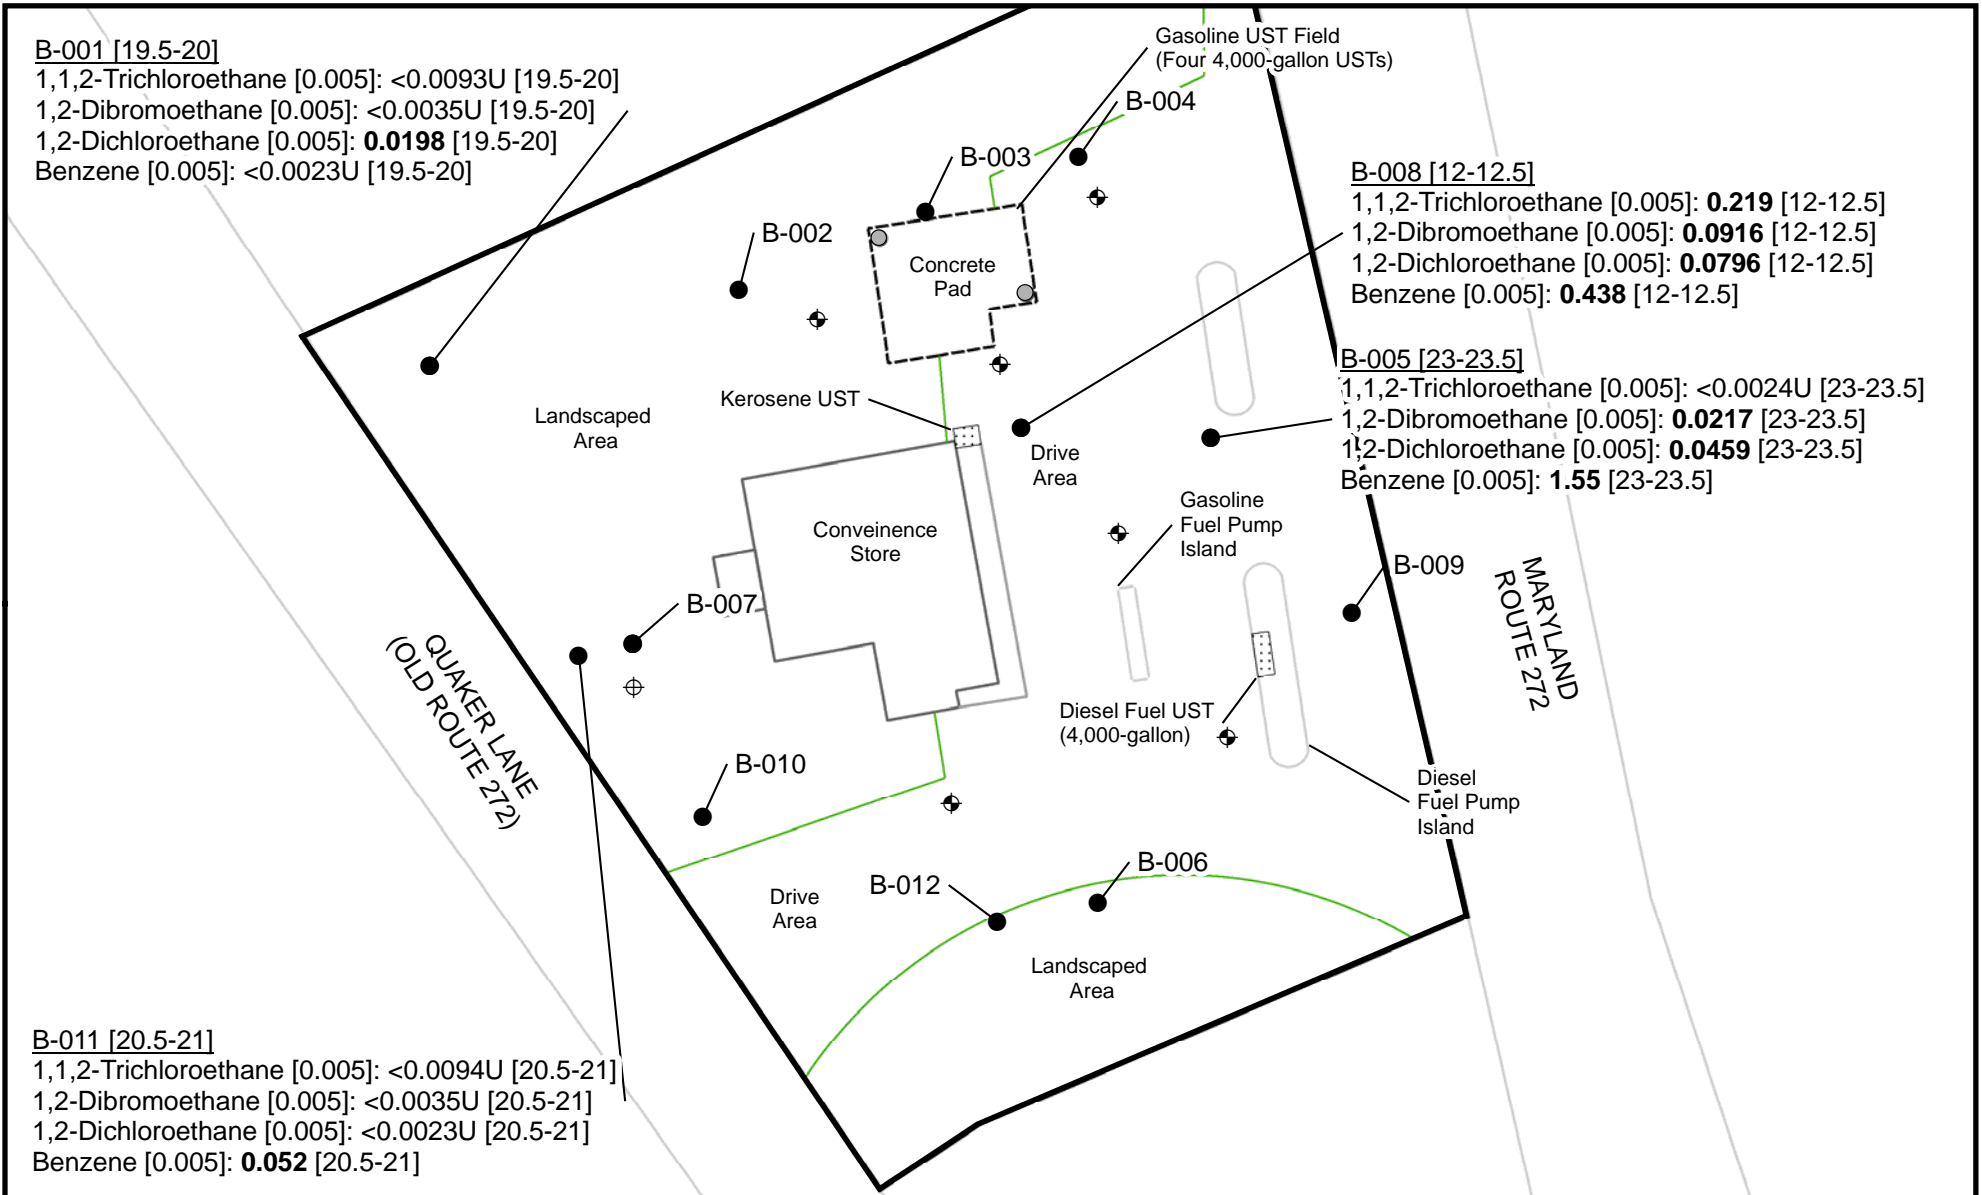 B-001 [19.5-20]
1,1,2-Trichloroethane [0.005]: <0.0093U [19.5-20]
1,2-Dibromoethane [0.005]: <0.0035U [19.5-20]
1,2-Dichloroethane [0.005]: 0.0198 [19.5-20]
Benzene [0.005]: <0.0023U [19.5-20]
Gasoline UST Field
(Four 4,000-gallon USTs)
B-004
B-003
B-002
Concrete
Pad
B-008 [12-12.5]
1,1,2-Trichloroethane [0.005]: 0.219 [12-12.5]
1,2-Dibromoethane [0.005]: 0.0916 [12-12.5]
1,2-Dichloroethane [0.005]: 0.0796 [12-12.5]
Benzene [0.005]: 0.438 [12-12.5]
B-005 [23-23.5]
1,1,2-Trichloroethane [0.005]: <0.0024U [23-23.5]
1,2-Dibromoethane [0.005]: 0.0217 [23-23.5]
1,2-Dichloroethane [0.005]: 0.0459 [23-23.5]
Benzene [0.005]: 1.55 [23-23.5]
Kerosene UST
Landscaped
Area
Drive
Area
Gasoline
Fuel Pump
Island
Conveinence
Store
B-009
B-007
MARYLAND
ROUTE 272
QUAKER LANE
(OLD ROUTE 272)
Diesel Fuel UST
(4,000-gallon)
B-010
Diesel
Fuel Pump
Island
B-006
B-012
Drive
Area
Landscaped
Area
B-011 [20.5-21]
1,1,2-Trichloroethane [0.005]: <0.0094U [20.5-21]
1,2-Dibromoethane [0.005]: <0.0035U [20.5-21]
1,2-Dichloroethane [0.005]: <0.0023U [20.5-21]
Benzene [0.005]: 0.052 [20.5-21]